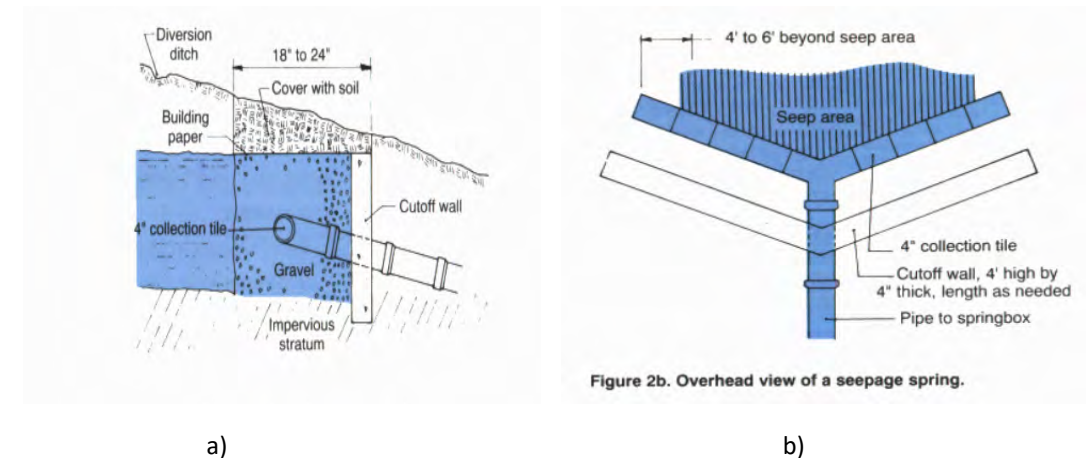 Diversion
ditch
18" to 24"
Cover with soil
Building
paper
4" collection tile
Cutoff wall
Gravel
Impervious
stratum
4' to 6' beyond seep area
Seep area
4" collection tile
Cutoff wall, 4' high by
4" thick, length as needed
Pipe to springbox
Figure 2b. Overhead view of a seepage spring.
a)
b)